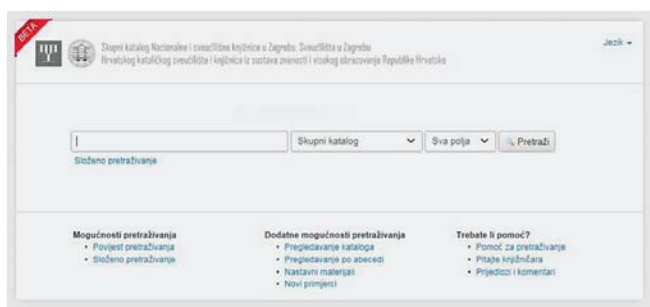 BETA
Skupni katalog Nacionalne i sveučilišne knjižnice u Zagrebu, Sveučilišta u Zagrebu
Hrvatskog katoličkog sveučilišta i knjižnica iz sustava znanosti i visokog obrazovanja Republike Hrvatske
Jezik
Skupni katalog
Sva polja
Pretraži
Složeno pretraživanje
Mogućnosti pretraživanja
• Povijest pretraživanja
• Složeno pretraživanje
Dodatne mogućnosti pretraživanja
• Pregledavanje kataloga
• Pregledavanje po abecedi
• Nastavni materijali
• Novi primjerci
Trebate li pomoć?
• Pomoć za pretraživanje
• Pitajte knjižničara
• Prijedlozi i komentari